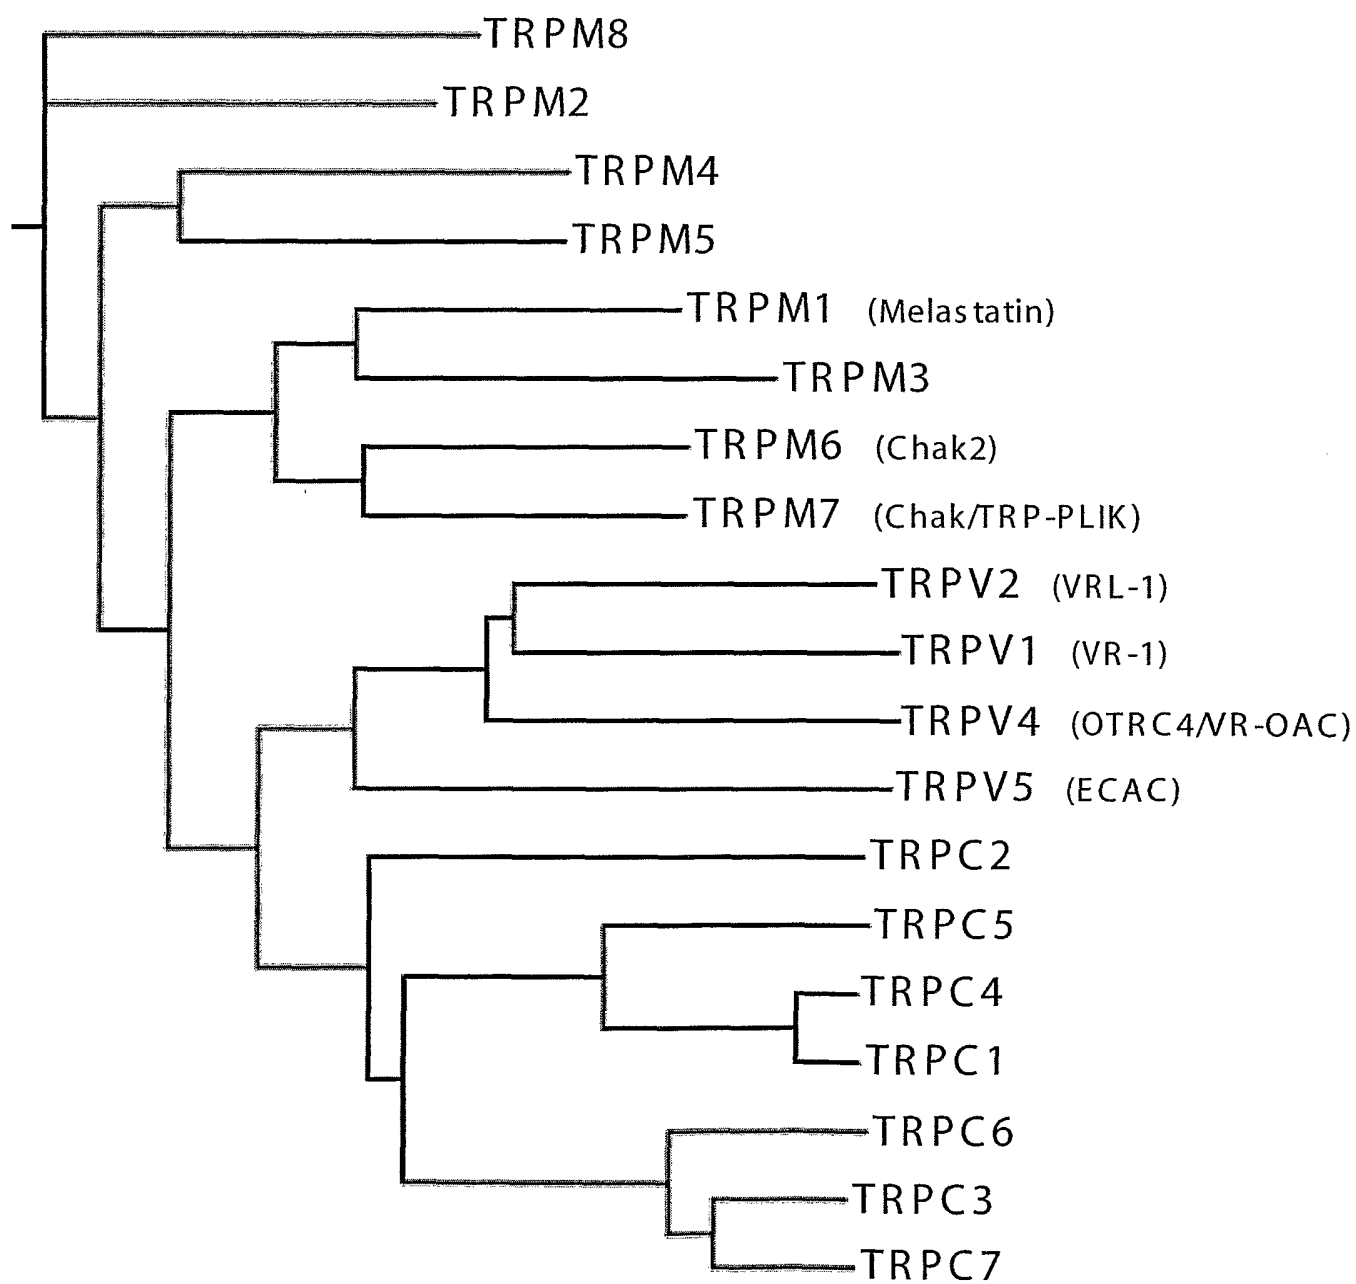 TRPM8
TRPM2
TRPM4
TRPM5
TRPM1 (Melastatin)
TRPM3
TRPM6 (Chak2)
TRPM7 (Chak/TRP-PLIK)
TRPV2 (VRL-1)
TRPV1 (VR-1)
TRPV4 (OTRC4/VR-OAC)
TRPV5 (ECAC)
TRPC2
TRPC5
TRPC4
TRPC1
TRPC6
TRPC3
TRPC7